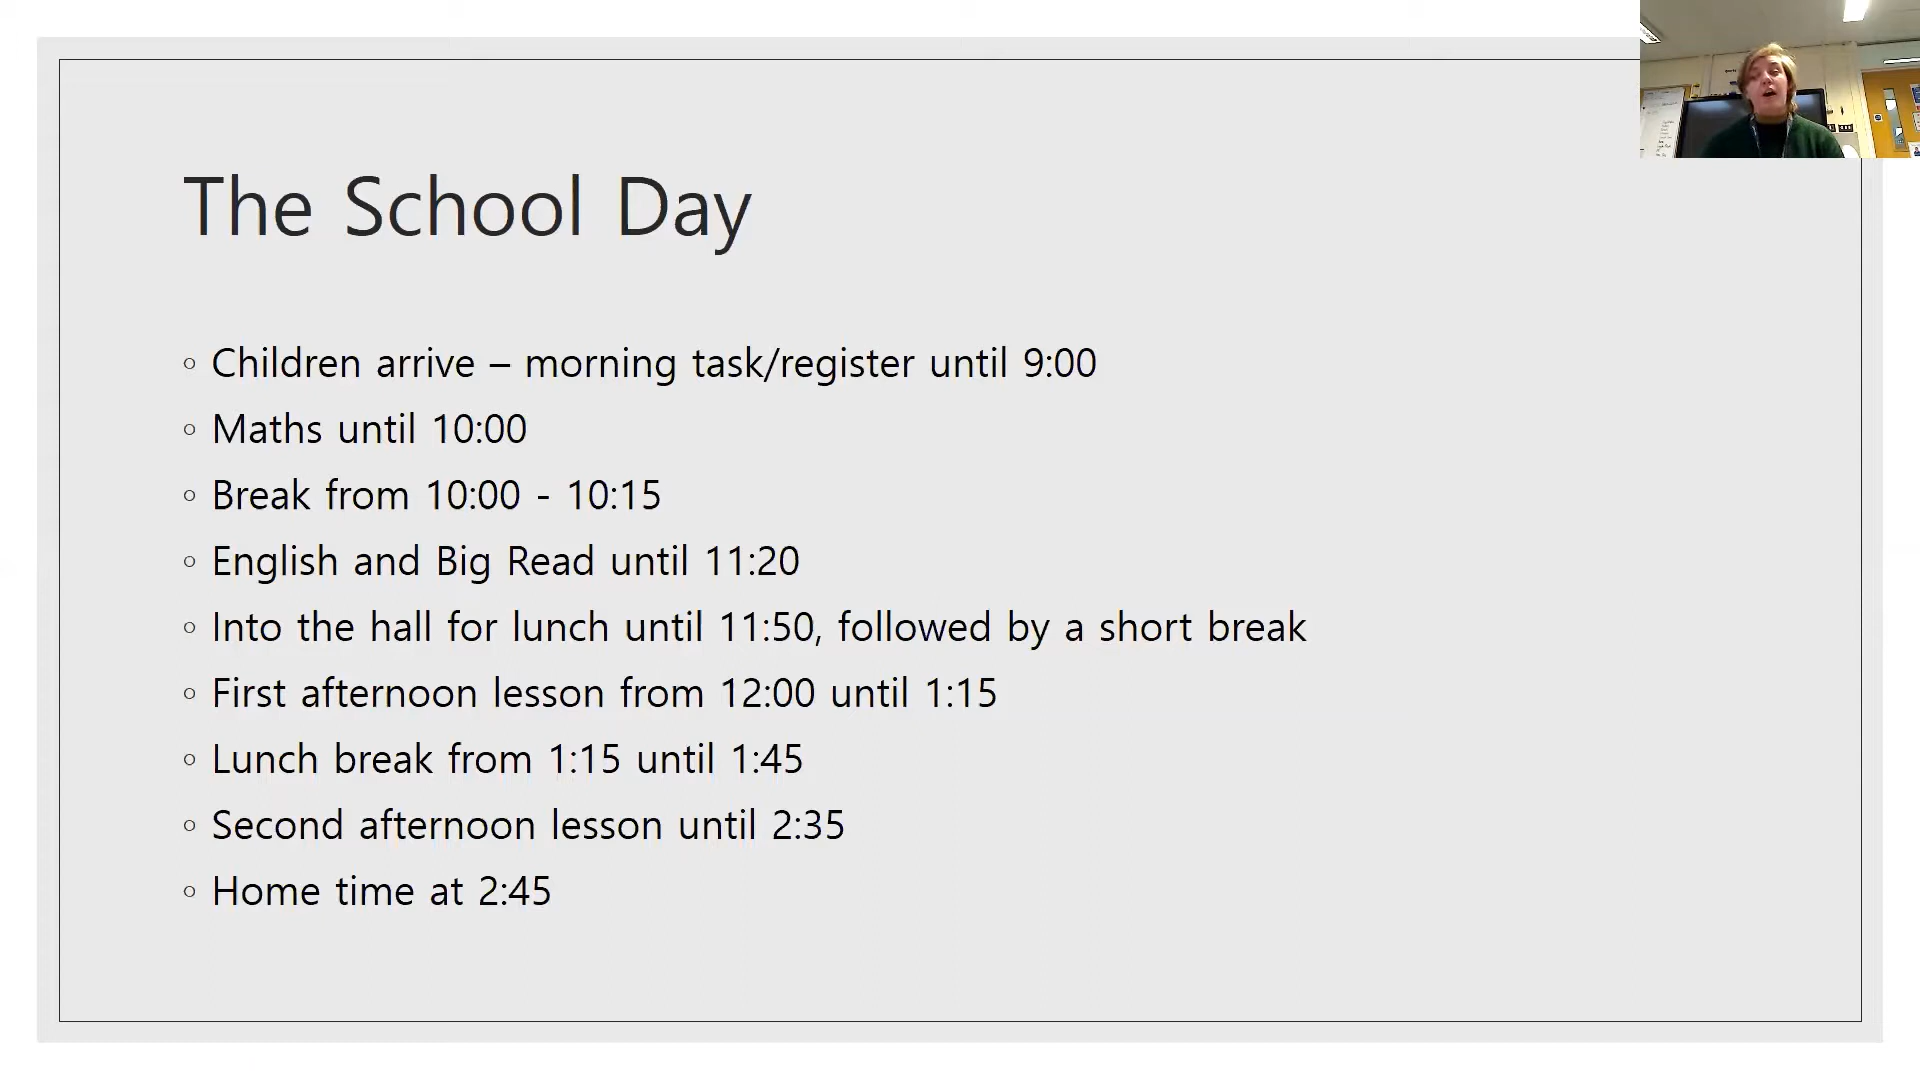 The School Day
◦ Children arrive – morning task/register until 9:00
◦ Maths until 10:00
◦ Break from 10:00 - 10:15
◦ English and Big Read until 11:20
◦ Into the hall for lunch until 11:50, followed by a short break
◦ First afternoon lesson from 12:00 until 1:15
◦ Lunch break from 1:15 until 1:45
◦ Second afternoon lesson until 2:35
◦ Home time at 2:45